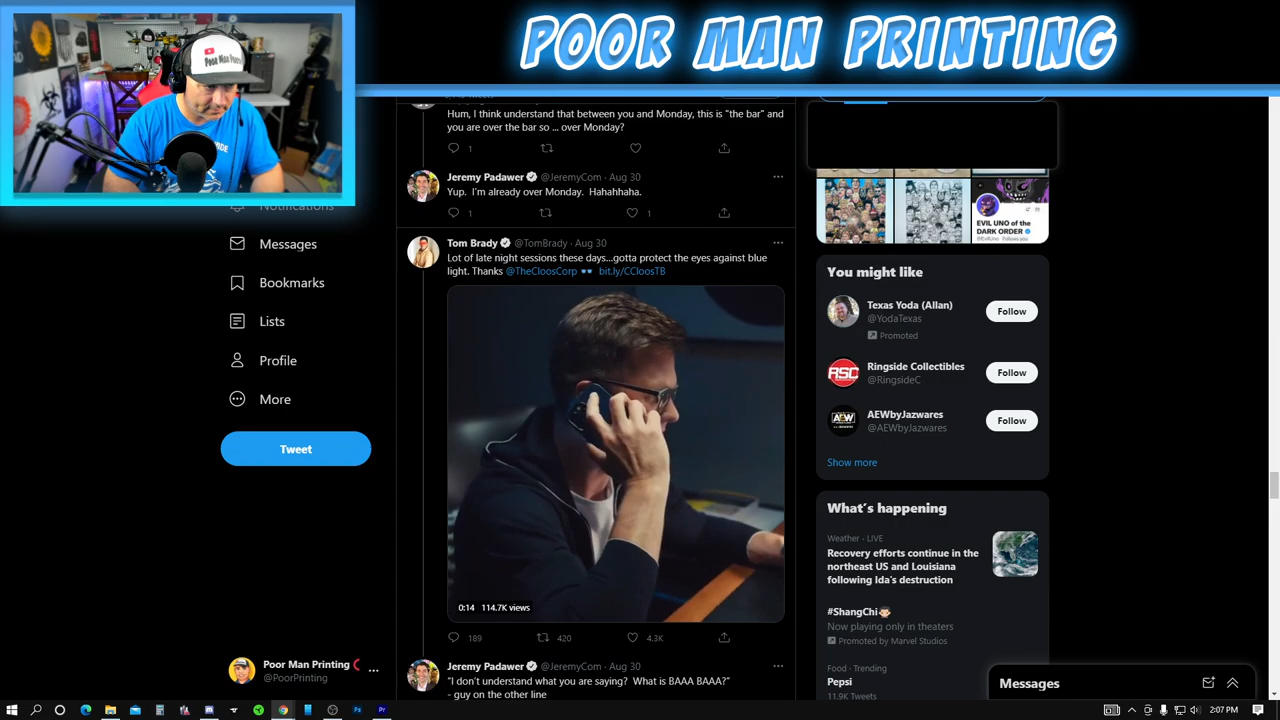 POOR MAN PRINTING
Hum, I think understand that between you and Monday, this is "the bar" and
you are over the bar so ... over Monday?
1
Jeremy Padawer @JeremyCom · Aug 30
Yup. I'm already over Monday. Hahahhaha.
1
1
Tom Brady @TomBrady · Aug 30
Lot of late night sessions these days...gotta protect the eyes against blue
light. Thanks @TheCloosCorp 👓 bit.ly/CCloosTB
0:14 114.7K views
189 420 4.3K
Jeremy Padawer @JeremyCom · Aug 30
"I don't understand what you are saying? What is BAAA BAAA?"
- guy on the other line
Notifications
Messages
Bookmarks
Lists
Profile
More
Tweet
Poor Man Printing
@PoorPrinting
EVIL UNO of the
DARK ORDER
@EvilUno Follows you
You might like
Texas Yoda (Allan)
@YodaTexas
Promoted
Follow
RSC
Ringside Collectibles
@RingsideC
Follow
AEW
AEWbyJazwares
@AEWbyJazwares
Follow
Show more
What's happening
Weather · LIVE
Recovery efforts continue in the
northeast US and Louisiana
following Ida's destruction
#ShangChi
Now playing only in theaters
Promoted by Marvel Studios
Food · Trending
Pepsi
11.9K Tweets
Messages
2:07 PM